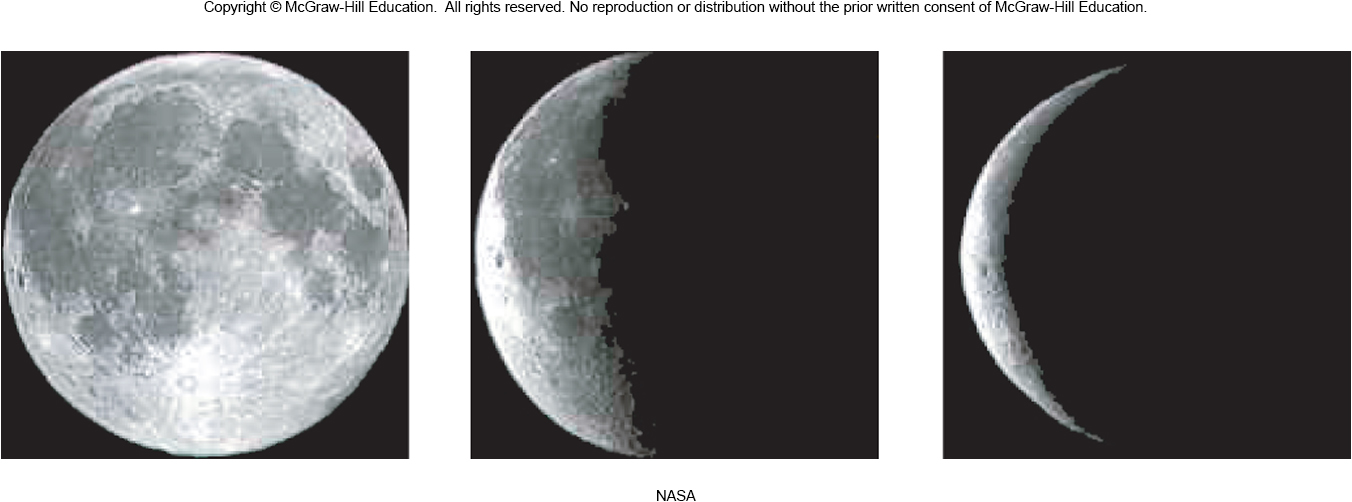 Copyright © McGraw-Hill Education.  All rights reserved. No reproduction or distribution without the prior written consent of McGraw-Hill Education.
NASA